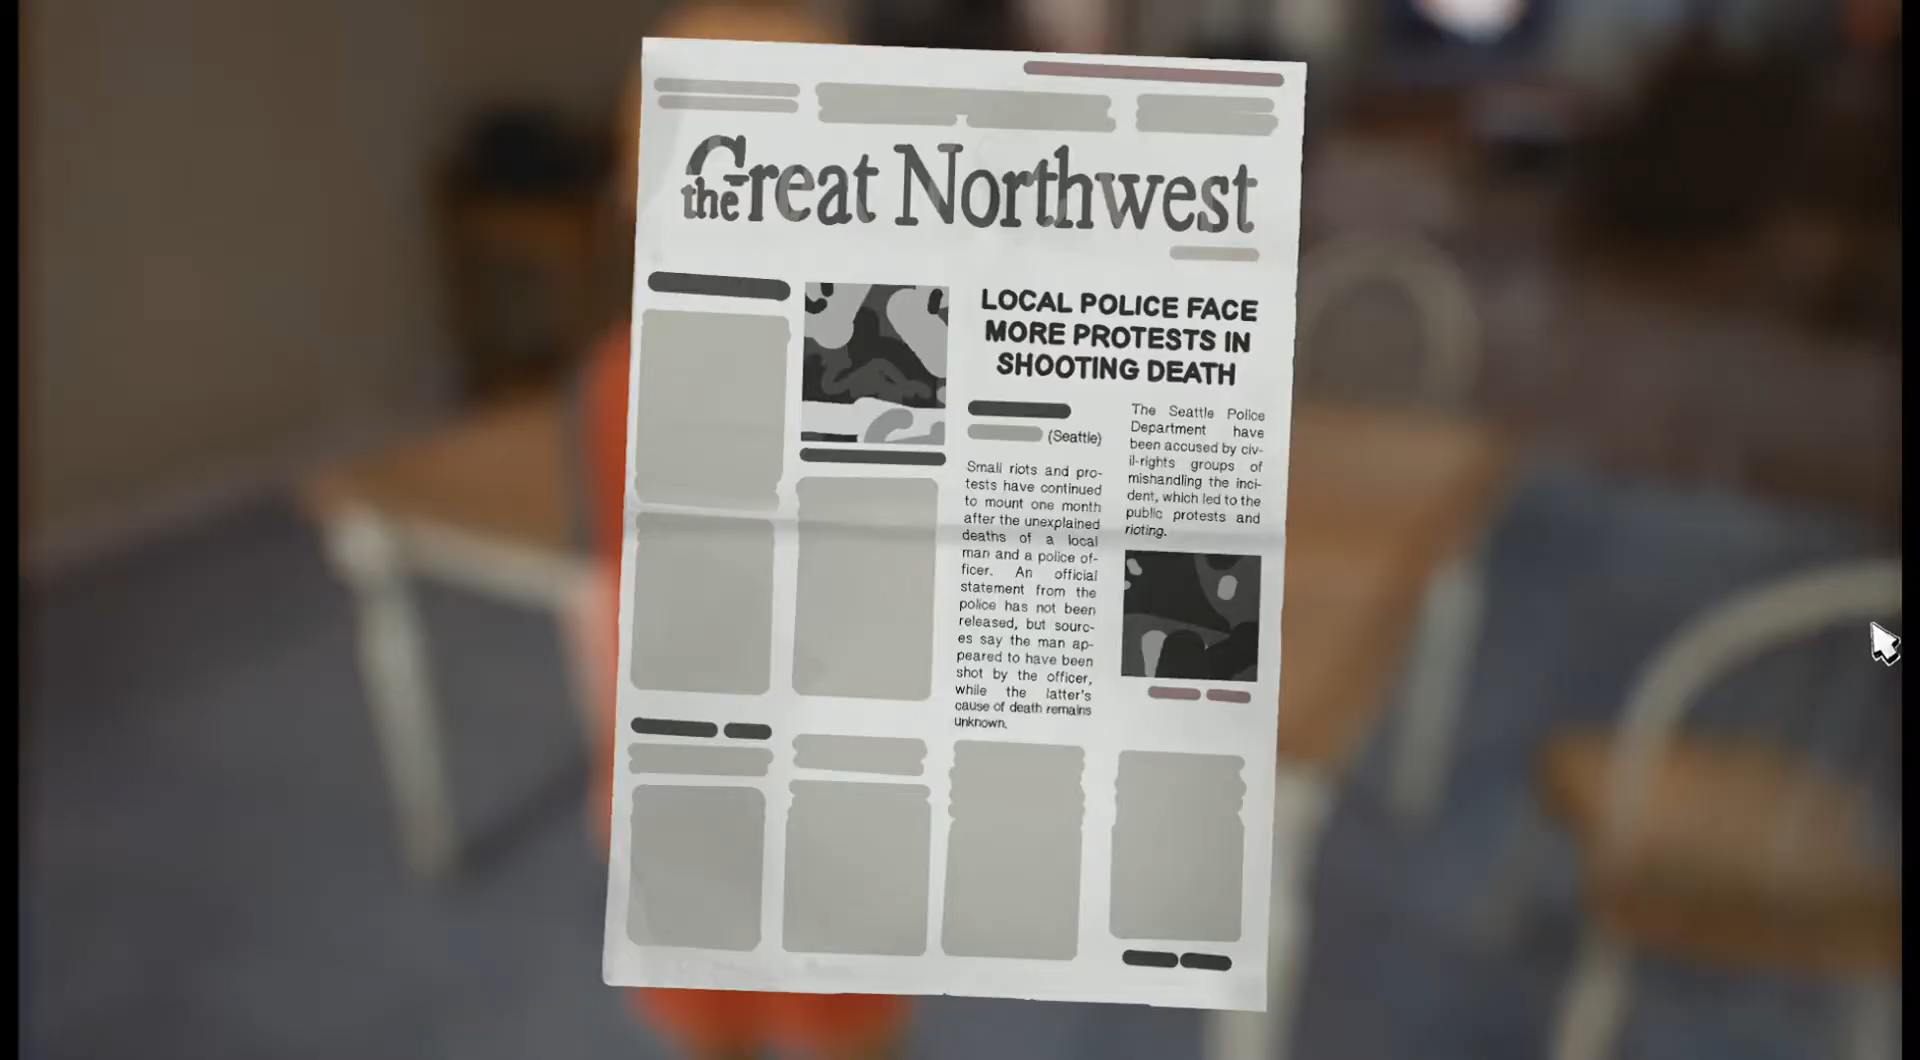 the Great Northwest
LOCAL POLICE FACE
MORE PROTESTS IN
SHOOTING DEATH
(Seattle)
Small riots and pro-
tests have continued
to mount one month
after the unexplained
deaths of a local
man and a police of-
ficer. An official
statement from the
police has not been
released, but sourc-
es say the man ap-
peared to have been
shot by the officer,
while the latter's
cause of death remains
unknown.
The Seattle Police
Department have
been accused by civ-
il-rights groups of
mishandling the inci-
dent, which led to the
public protests and
rioting.